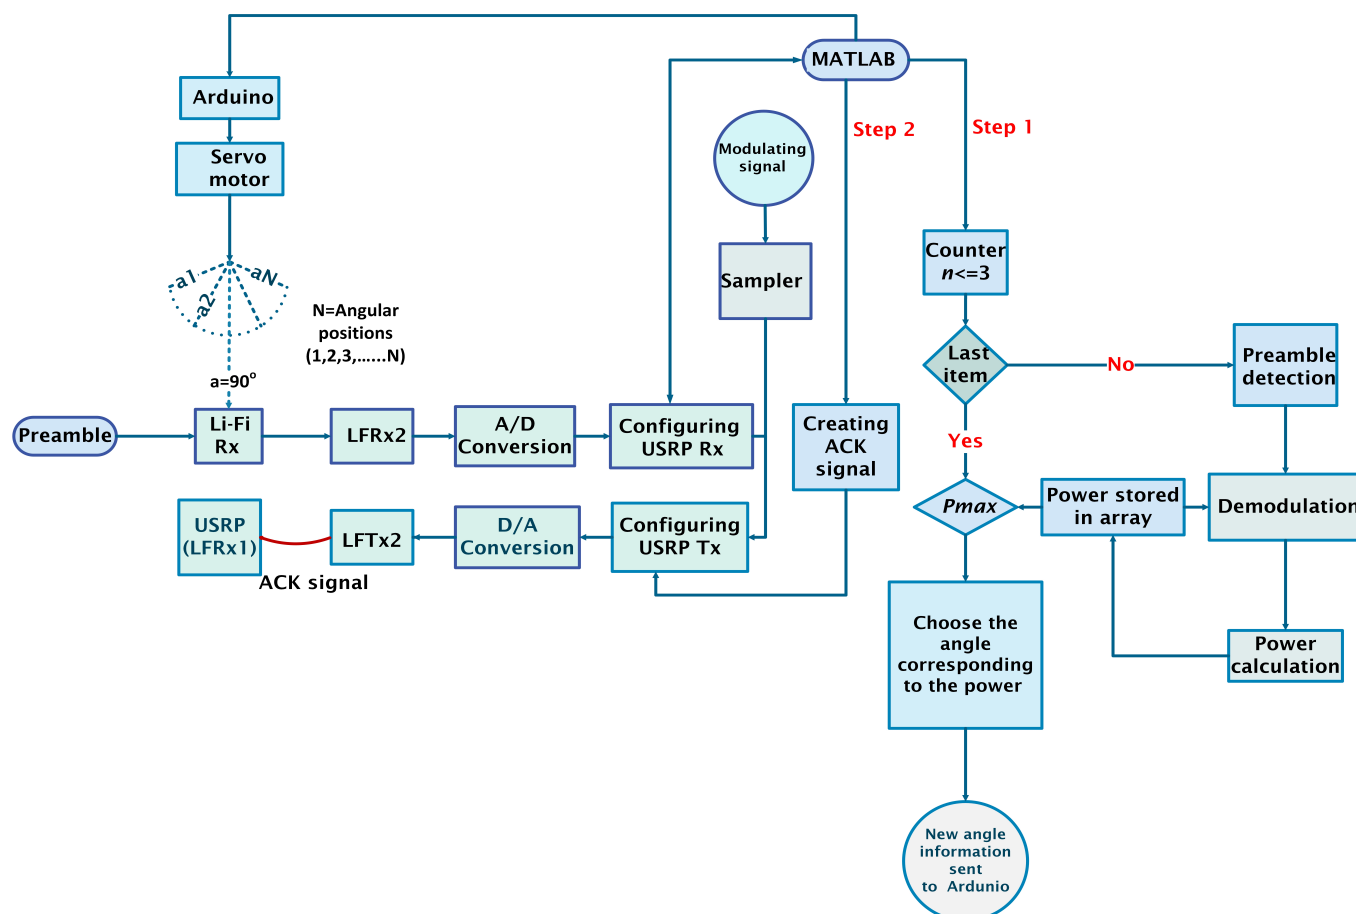 MATLAB
Arduino
Step 2
Step 1
Modulating
signal
Servo
motor
Counter
n<=3
a1
a2
aN
Sampler
N=Angular
positions
(1,2,3,......N)
Last
item
No
Preamble
detection
a=90°
Preamble
Li-Fi
Rx
LFRx2
A/D
Conversion
Configuring
USRP Rx
Creating
ACK
signal
Yes
USRP
(LFRx1)
ACK signal
LFTx2
D/A
Conversion
Configuring
USRP Tx
Pmax
Power stored
in array
Demodulation
Choose the
angle
corresponding
to the power
Power
calculation
New angle
information
sent
to Ardunio